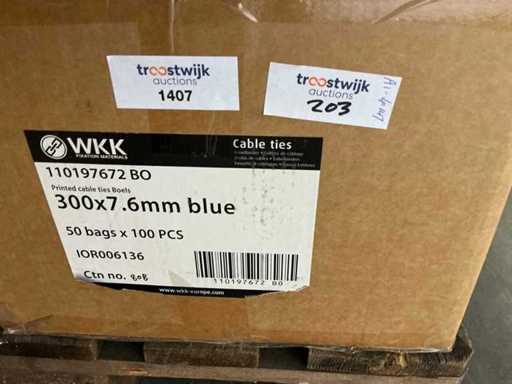 troostwijk
auctions
1407
troostwijk
auctions
203
WKK
FIXATION MATERIALS
Cable ties
110197672 BO
Printed cable ties Boels
300x7.6mm blue
50 bags x 100 PCS
IOR006136
Ctn no.
110197672 BO
www.wkk-europe.com